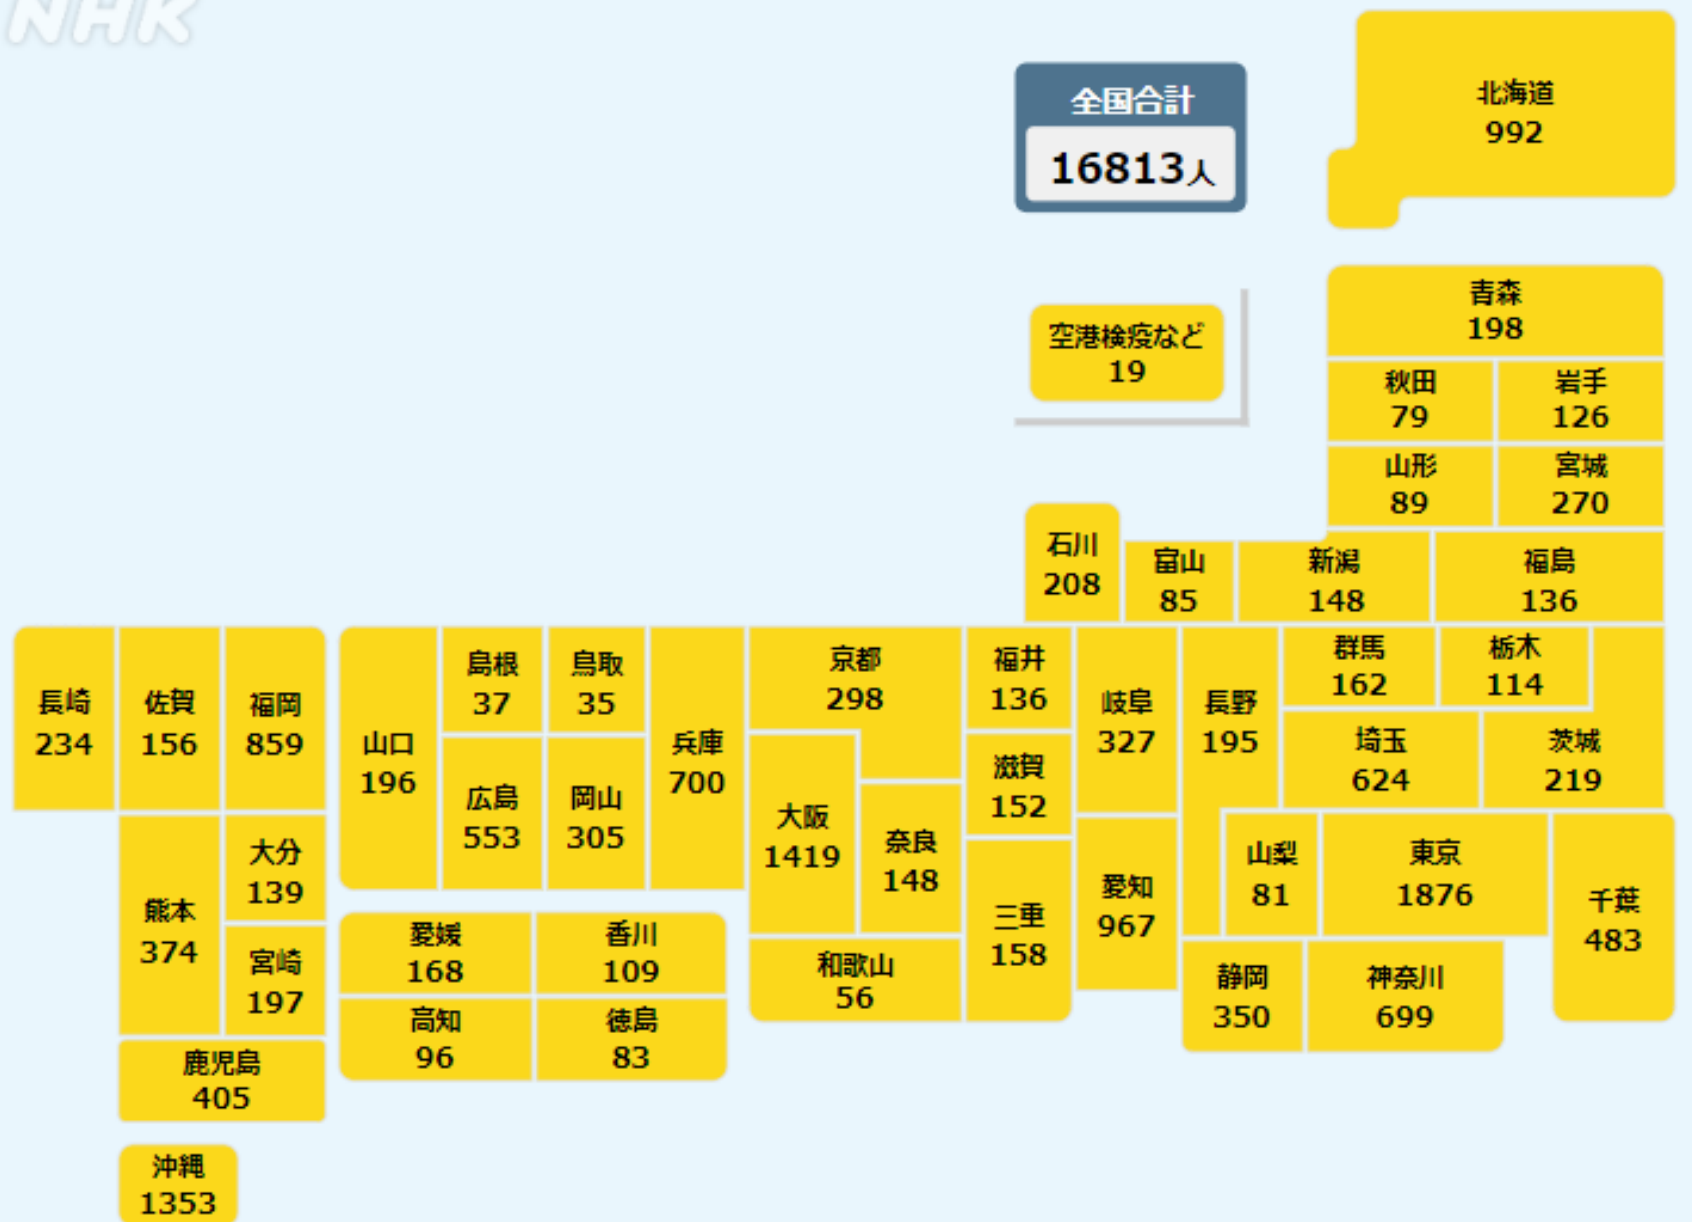 NHK
全国合計
16813人
北海道
992
空港検疫など
19
青森
198
秋田
79
岩手
126
山形
89
宮城
270
石川
208
富山
85
新潟
148
福島
136
長崎
234
佐賀
156
福岡
859
山口
196
島根
37
鳥取
35
広島
553
岡山
305
兵庫
700
京都
298
大阪
1419
奈良
148
和歌山
56
福井
136
滋賀
152
三重
158
岐阜
327
愛知
967
長野
195
群馬
162
栃木
114
埼玉
624
茨城
219
山梨
81
東京
1876
千葉
483
静岡
350
神奈川
699
熊本
374
大分
139
宮崎
197
鹿児島
405
愛媛
168
香川
109
高知
96
徳島
83
沖縄
1353